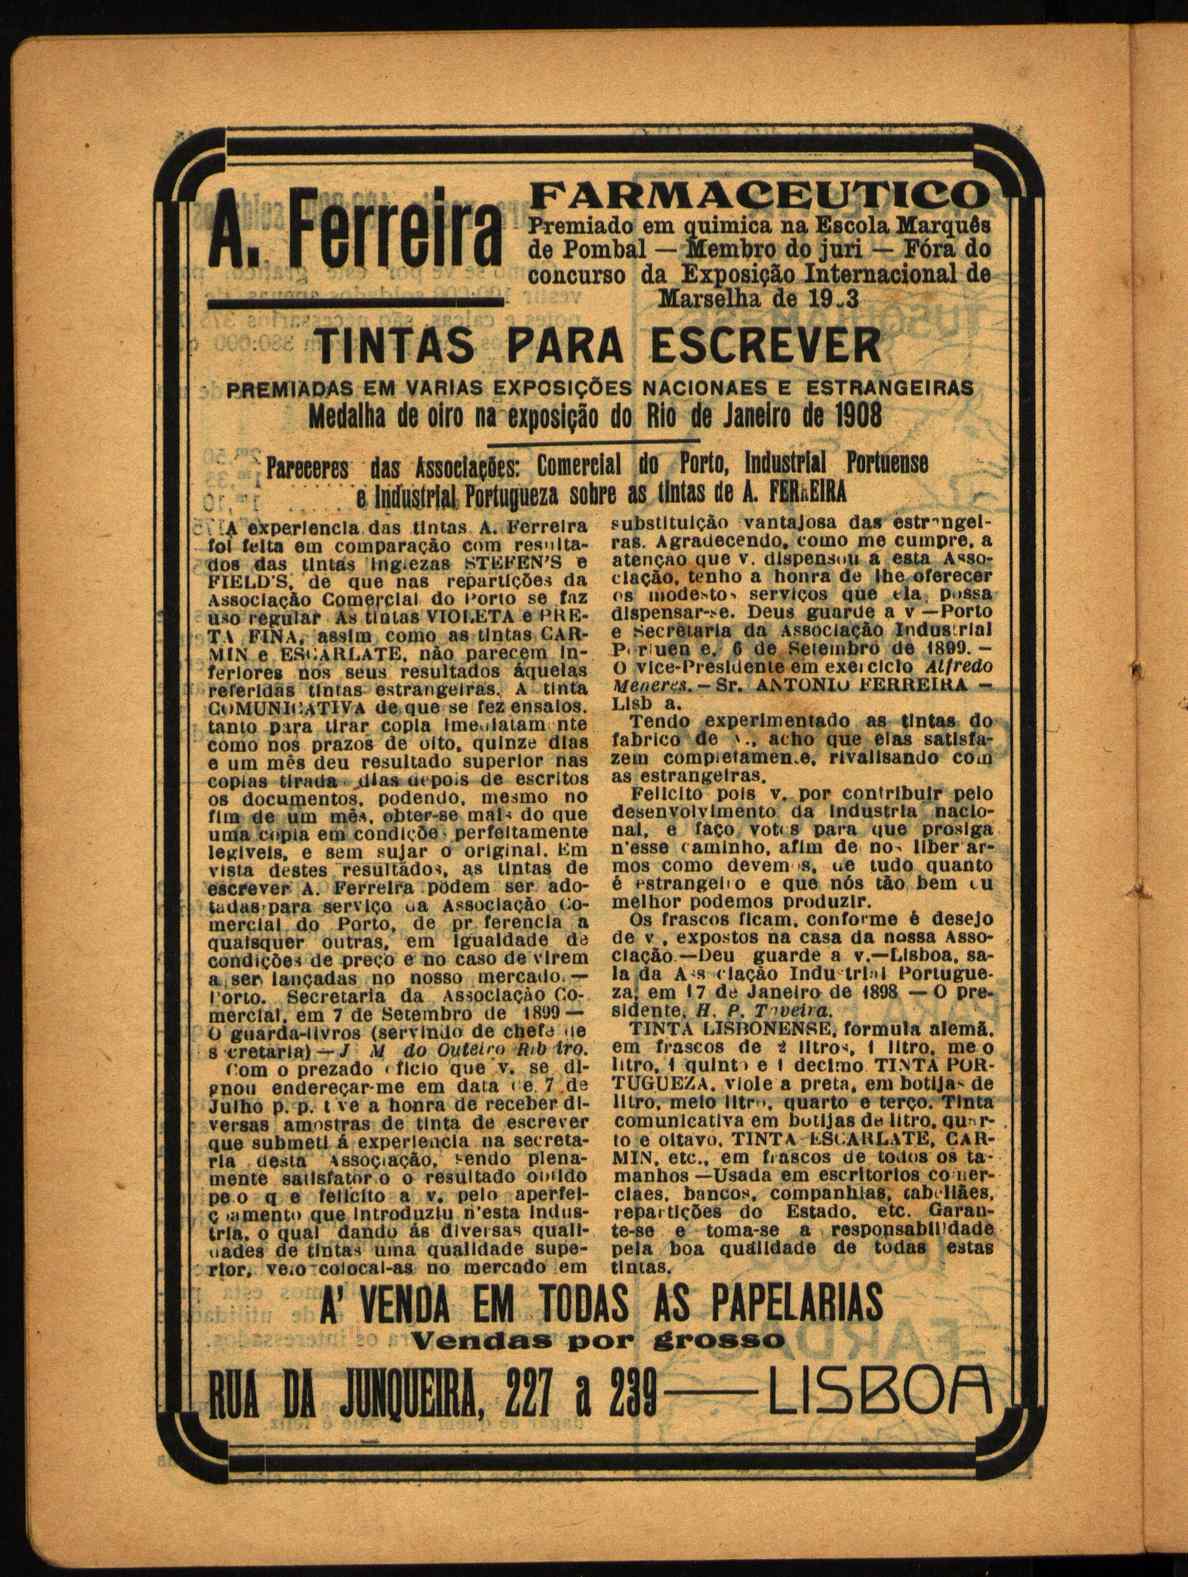 A. Ferreira
FARMACEUTICO
Premiado em quimica na Escola Marquês
de Pombal — Membro do juri — Fóra do
concurso da Exposição Internacional de
Marselha de 19.3
TINTAS PARA ESCREVER
PREMIADAS EM VARIAS EXPOSIÇÕES NACIONAES E ESTRANGEIRAS
Medalha de oiro na exposição do Rio de Janeiro de 1908
Pareceres das Associações: Comercial do Porto, Industrial Portuense
e Industrial Portugueza sobre as tintas de A. FERREIRA
A experiencia das tintas A. Ferreira
foi feita em comparação com resulta-
dos das tintas inglezas STEFEN'S e
FIELD'S, de que nas repartições da
Associação Comercial do Porto se faz
uso regular As tintas VIOLETA e PRE-
TA FINA, assim como as tintas CAR-
MIN e ESCARLATE, não parecem in-
feriores nos seus resultados áquelas
referidas tintas estrangeiras. A tinta
COMUNICATIVA de que se fez ensaios,
tanto para tirar copia imediatam nte
como nos prazos de oito, quinze dias
e um mês deu resultado superior nas
copias tirada dias depois de escritos
os documentos, podendo, mesmo no
fim de um mês, obter-se mais do que
uma copia em condições perfeitamente
legiveis, e sem sujar o original. Em
vista destes resultados, as tintas de
escrever A. Ferreira podem ser ado-
tadas para serviço da Associação Co-
mercial do Porto, de pr ferencia a
quaisquer outras, em igualdade de
condições de preço e no caso de virem
a ser lançadas no nosso mercado.—
Porto. Secretaria da Associação Co-
mercial, em 7 de Setembro de 1899—
O guarda-livros (servindo de chefe de
s cretaria)—J M do Outeiro Ribeiro.
Com o prezado oficio que v. se di-
gnou endereçar-me em data de 7 de
Julho p. p. tive a honra de receber di-
versas amostras de tinta de escrever
que submeti á experiencia na secreta-
ria desta Associação, sendo plena-
mente satisfatorio o resultado obtido
pelo q e felicito a v. pelo aperfei-
çoamento que introduziu n'esta indus-
tria, o qual dando ás diversas quali-
dades de tintas uma qualidade supe-
rior, veio colocal-as no mercado em
substituição vantajosa das estrangei-
ras. Agradecendo, como me cumpre, a
atenção que v. dispensou a esta Asso-
ciação, tenho a honra de lhe oferecer
os modestos serviços que ela possa
dispensar-se. Deus guarde a v —Porto
e Secretaria da Associação Industrial
Portuen e, 6 de Setembro de 1899. —
O vice-Presidente em exercicio Alfredo
Meneres.— Sr. ANTONIO FERREIRA —
Lisb a.
Tendo experimentado as tintas do
fabrico de v., acho que elas satisfa-
zem completamente, rivalisando com
as estrangeiras.
Felicito pois v. por contribuir pelo
desenvolvimento da industria nacio-
nal, e faço votos para que prosiga
n'esse caminho, afim de nos liber ar-
mos como devemos, de tudo quanto
é estrangeiro e que nós tão bem ou
melhor podemos produzir.
Os frascos ficam, conforme é desejo
de v , expostos na casa da nossa Asso-
ciação.—Deu guarde a v.—Lisboa, sa-
la da Ass ciação Industrial Portugue-
za, em 17 de Janeiro de 1898 — O pre-
sidente, H. P. Taveira.
TINTA LISBONENSE, formula alemã,
em frascos de 2 litros, 1 litro, me o
litro, 1 quinto e 1 decimo TINTA POR-
TUGUEZA, viole a preta, em botijas de
litro, meio litro, quarto e terço. Tinta
comunicativa em botijas de litro, quar-
to e oitavo, TINTA ESCARLATE, CAR-
MIN, etc., em frascos de todos os ta-
manhos —Usada em escritorios comer-
ciaes, bancos, companhias, tabeliães,
repartições do Estado, etc. Garan-
te-se e toma-se a responsabilidade
pela boa qualidade de todas estas
tintas.
A' VENDA EM TODAS AS PAPELARIAS
Vendas por grosso
RUA DA JUNQUEIRA, 227 a 239 — LISBOA